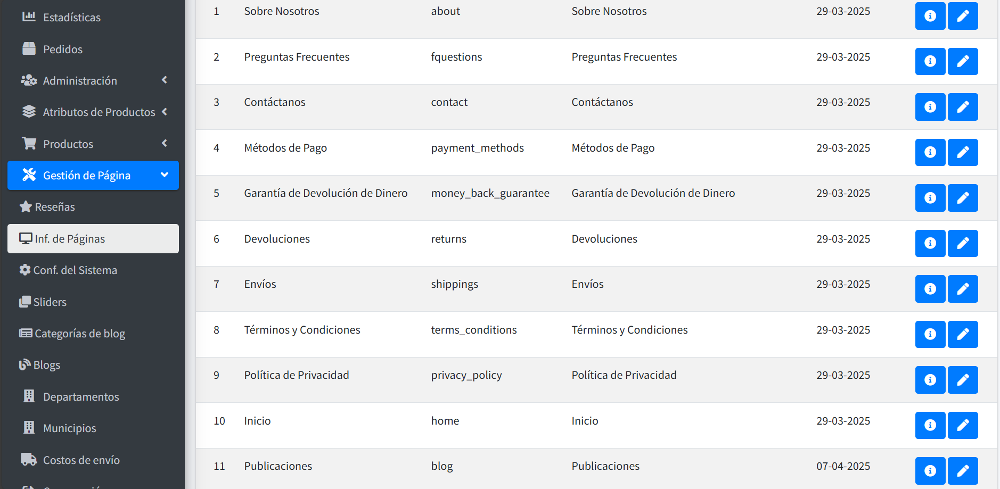 Estadísticas
Pedidos
Administración
Atributos de Productos
Productos
Gestión de Página
Reseñas
Inf. de Páginas
Conf. del Sistema
Sliders
Categorías de blog
Blogs
Departamentos
Municipios
Costos de envío
1 Sobre Nosotros about Sobre Nosotros 29-03-2025
2 Preguntas Frecuentes fquestions Preguntas Frecuentes 29-03-2025
3 Contáctanos contact Contáctanos 29-03-2025
4 Métodos de Pago payment_methods Métodos de Pago 29-03-2025
5 Garantía de Devolución de Dinero money_back_guarantee Garantía de Devolución de Dinero 29-03-2025
6 Devoluciones returns Devoluciones 29-03-2025
7 Envíos shippings Envíos 29-03-2025
8 Términos y Condiciones terms_conditions Términos y Condiciones 29-03-2025
9 Política de Privacidad privacy_policy Política de Privacidad 29-03-2025
10 Inicio home Inicio 29-03-2025
11 Publicaciones blog Publicaciones 07-04-2025